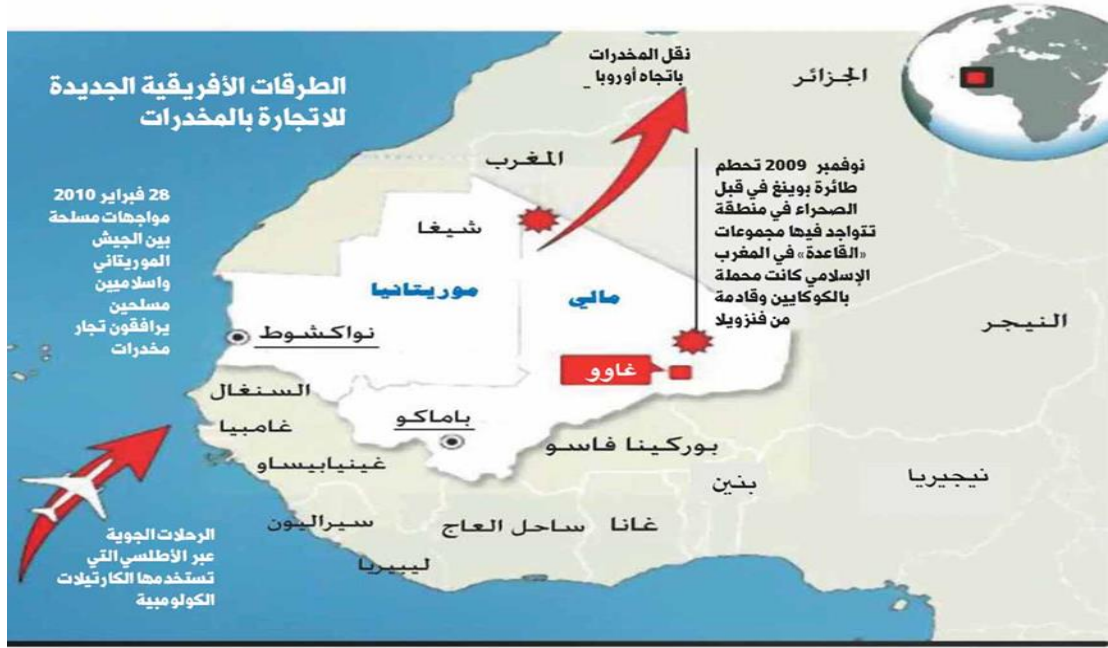 الطرقات الأفريقية الجديدة
للاتجارة بالمخدرات
نقل المخدرات
باتجاه أوروبا _
الجزائر
المغرب
28 فبراير 2010
مواجهات مسلحة
بين الجيش
الموريتاني
واسلاميين
مسلحين
يرافقون تجار
مخدرات
نوفمبر 2009 تحطم
طائرة بوينغ في قبل
الصحراء في منطقة
تتواجد فيها مجموعات
«القاعدة» في المغرب
الإسلامي كانت محملة
بالكوكايين وقادمة
من فنزويلا
شيغا
موريتانيا
مالي
النيجر
نواكشوط
غاوو
السنغال
باماكو
غامبيا
بوركينا فاسو
غينيابيساو
بنين
نيجيريا
سيراليون
ساحل العاج
غانا
ليبيريا
الرحلات الجوية
عبر الأطلسي التي
تستخدمها الكارتيلات
الكولومبية